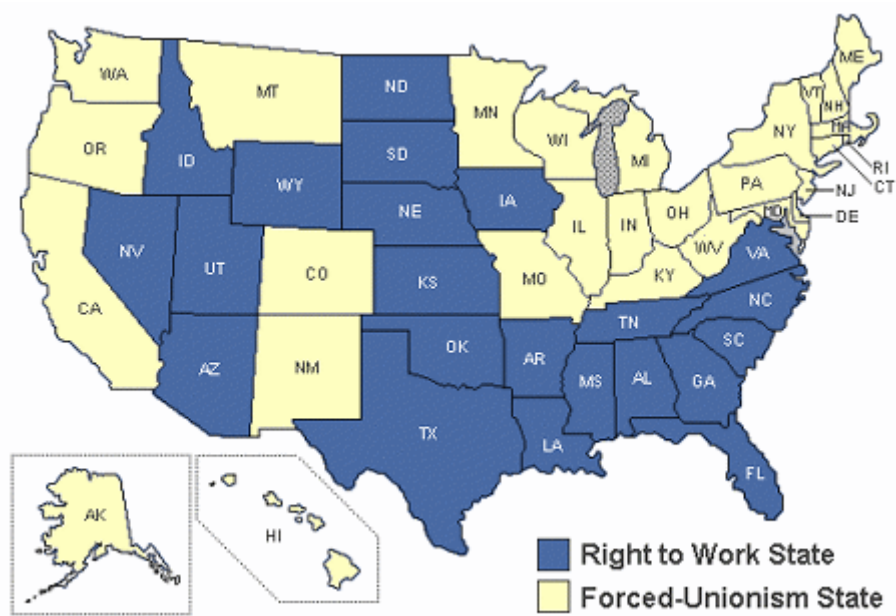 WA
MT
ND
MN
ME
VT
NH
OR
ID
SD
WI
MI
NY
MA
RI
CT
WY
IA
PA
NJ
NE
OH
MD
DE
NV
UT
IL
IN
WV
VA
CO
KS
MO
KY
CA
NC
TN
AZ
NM
OK
AR
SC
MS
AL
GA
TX
LA
FL
AK
HI
Right to Work State
Forced-Unionism State